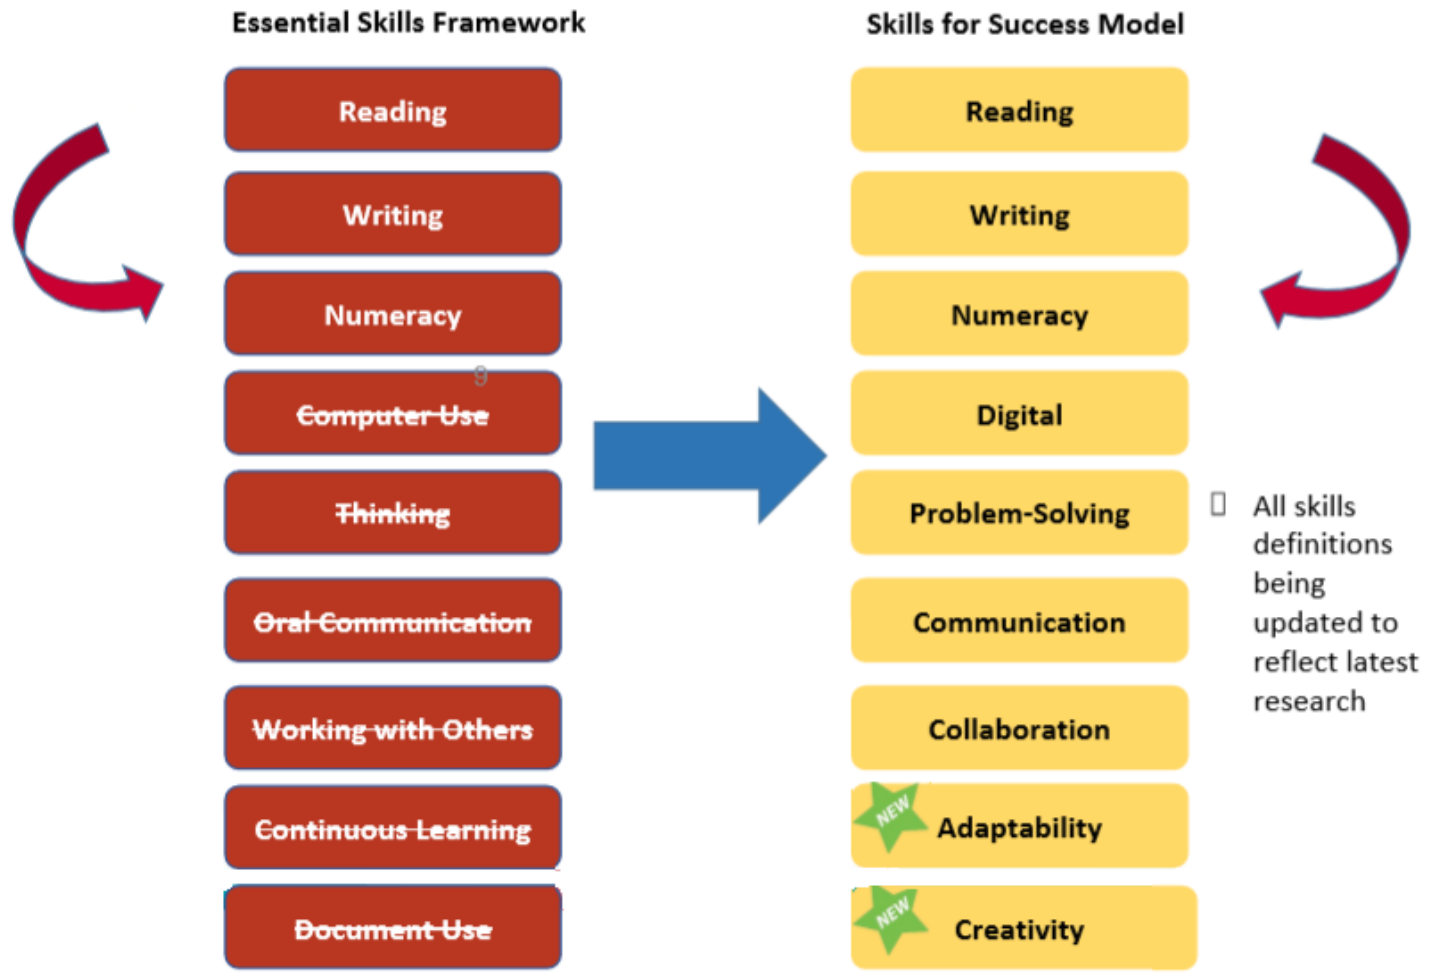 Essential Skills Framework
Reading
Writing
Numeracy
9
Computer Use
Thinking
Oral Communication
Working with Others
Continuous Learning
Document Use
Skills for Success Model
Reading
Writing
Numeracy
Digital
Problem-Solving
Communication
Collaboration
NEW
Adaptability
NEW
Creativity
All skills
definitions
being
updated to
reflect latest
research